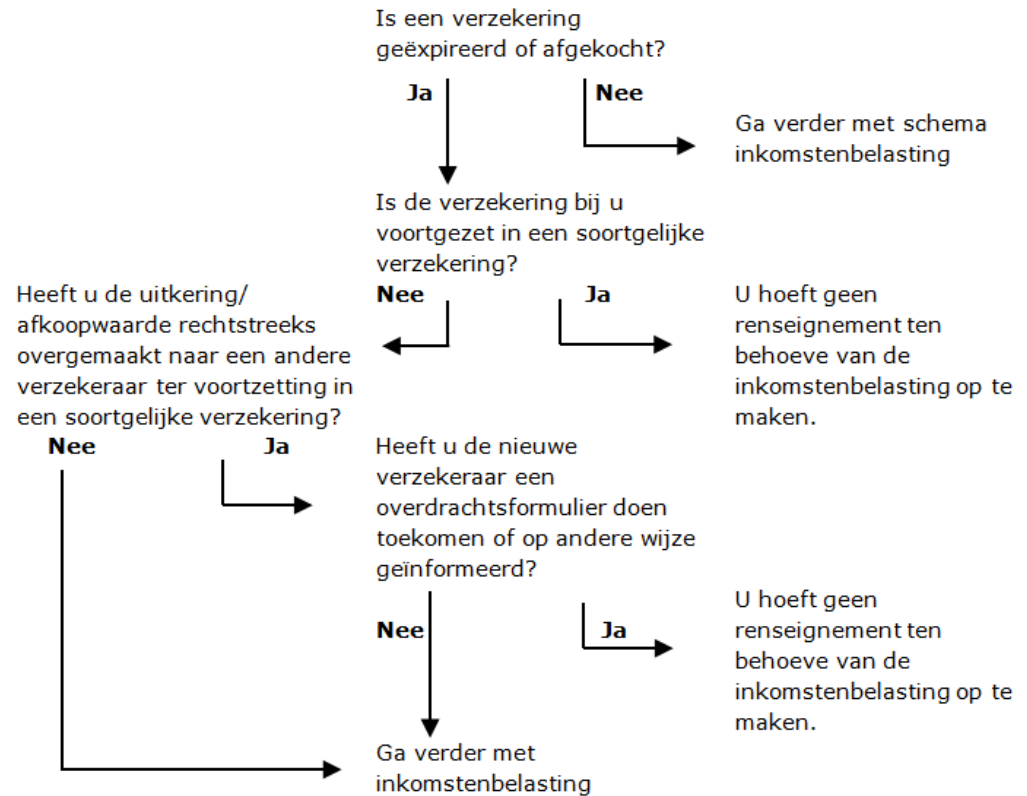 Is een verzekering
geëxpireerd of afgekocht?
Ja
Nee
Ga verder met schema
inkomstenbelasting
Is de verzekering bij u
voortgezet in een soortgelijke
verzekering?
Nee
Ja
Heeft u de uitkering/
afkoopwaarde rechtstreeks
overgemaakt naar een andere
verzekeraar ter voortzetting in
een soortgelijke verzekering?
U hoeft geen
renseignement ten
behoeve van de
inkomstenbelasting op te
maken.
Nee
Ja
Heeft u de nieuwe
verzekeraar een
overdrachtsformulier doen
toekomen of op andere wijze
geïnformeerd?
Nee
Ja
U hoeft geen
renseignement ten
behoeve van de
inkomstenbelasting op te
maken.
Ga verder met
inkomstenbelasting